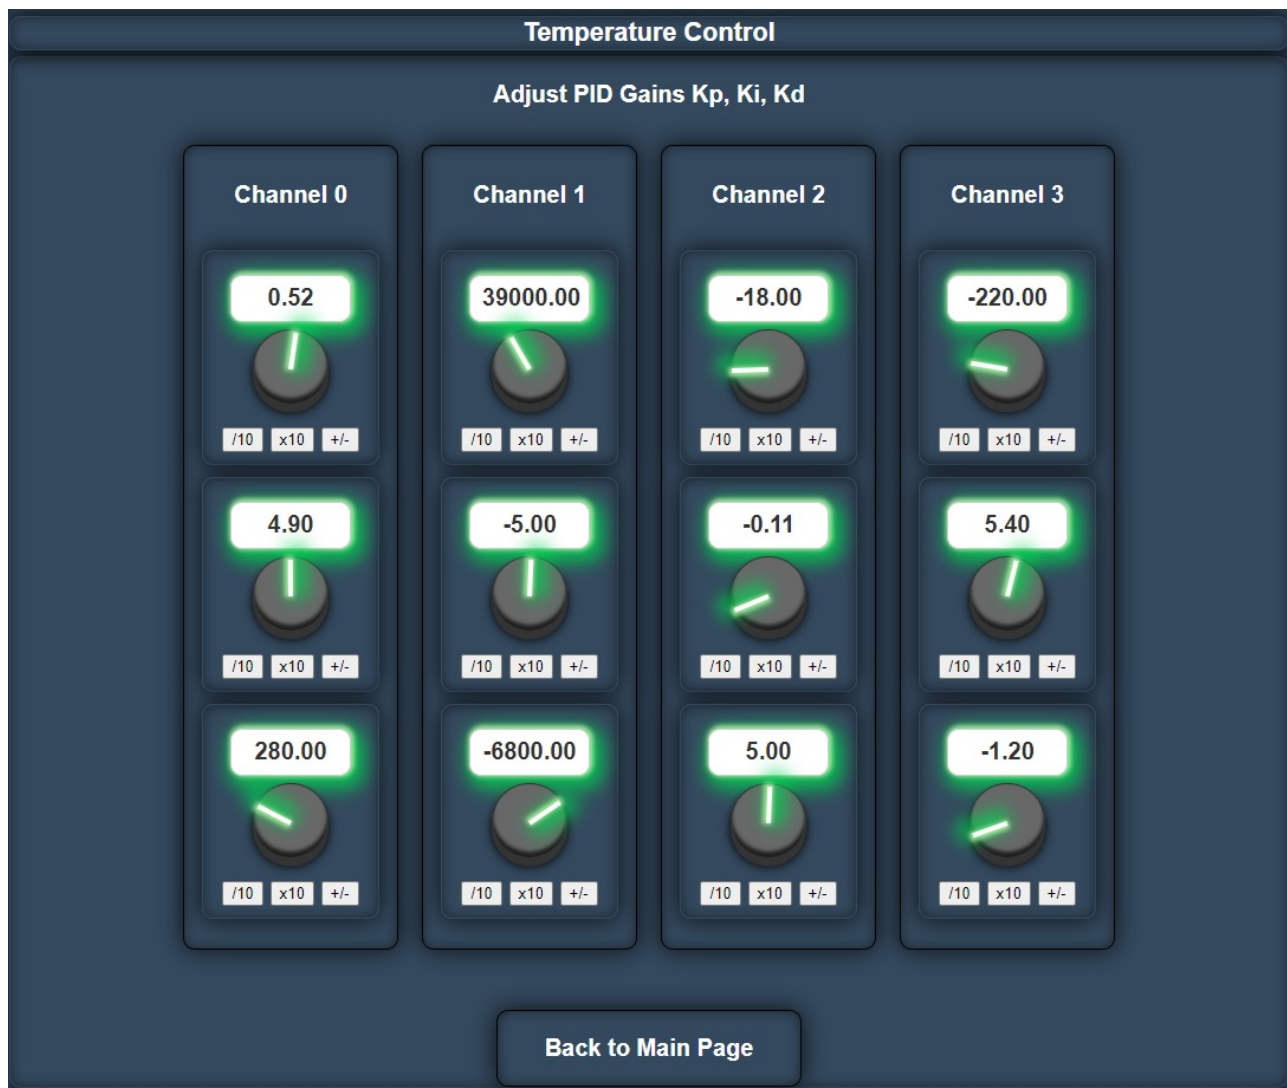 Temperature Control
Adjust PID Gains Kp, Ki, Kd
Channel 0 Channel 1 Channel 2 Channel 3
0.52 39000.00 -18.00 -220.00
/10 x10 +/- /10 x10 +/- /10 x10 +/- /10 x10 +/-
4.90 -5.00 -0.11 5.40
/10 x10 +/- /10 x10 +/- /10 x10 +/- /10 x10 +/-
280.00 -6800.00 5.00 -1.20
/10 x10 +/- /10 x10 +/- /10 x10 +/- /10 x10 +/-
Back to Main Page